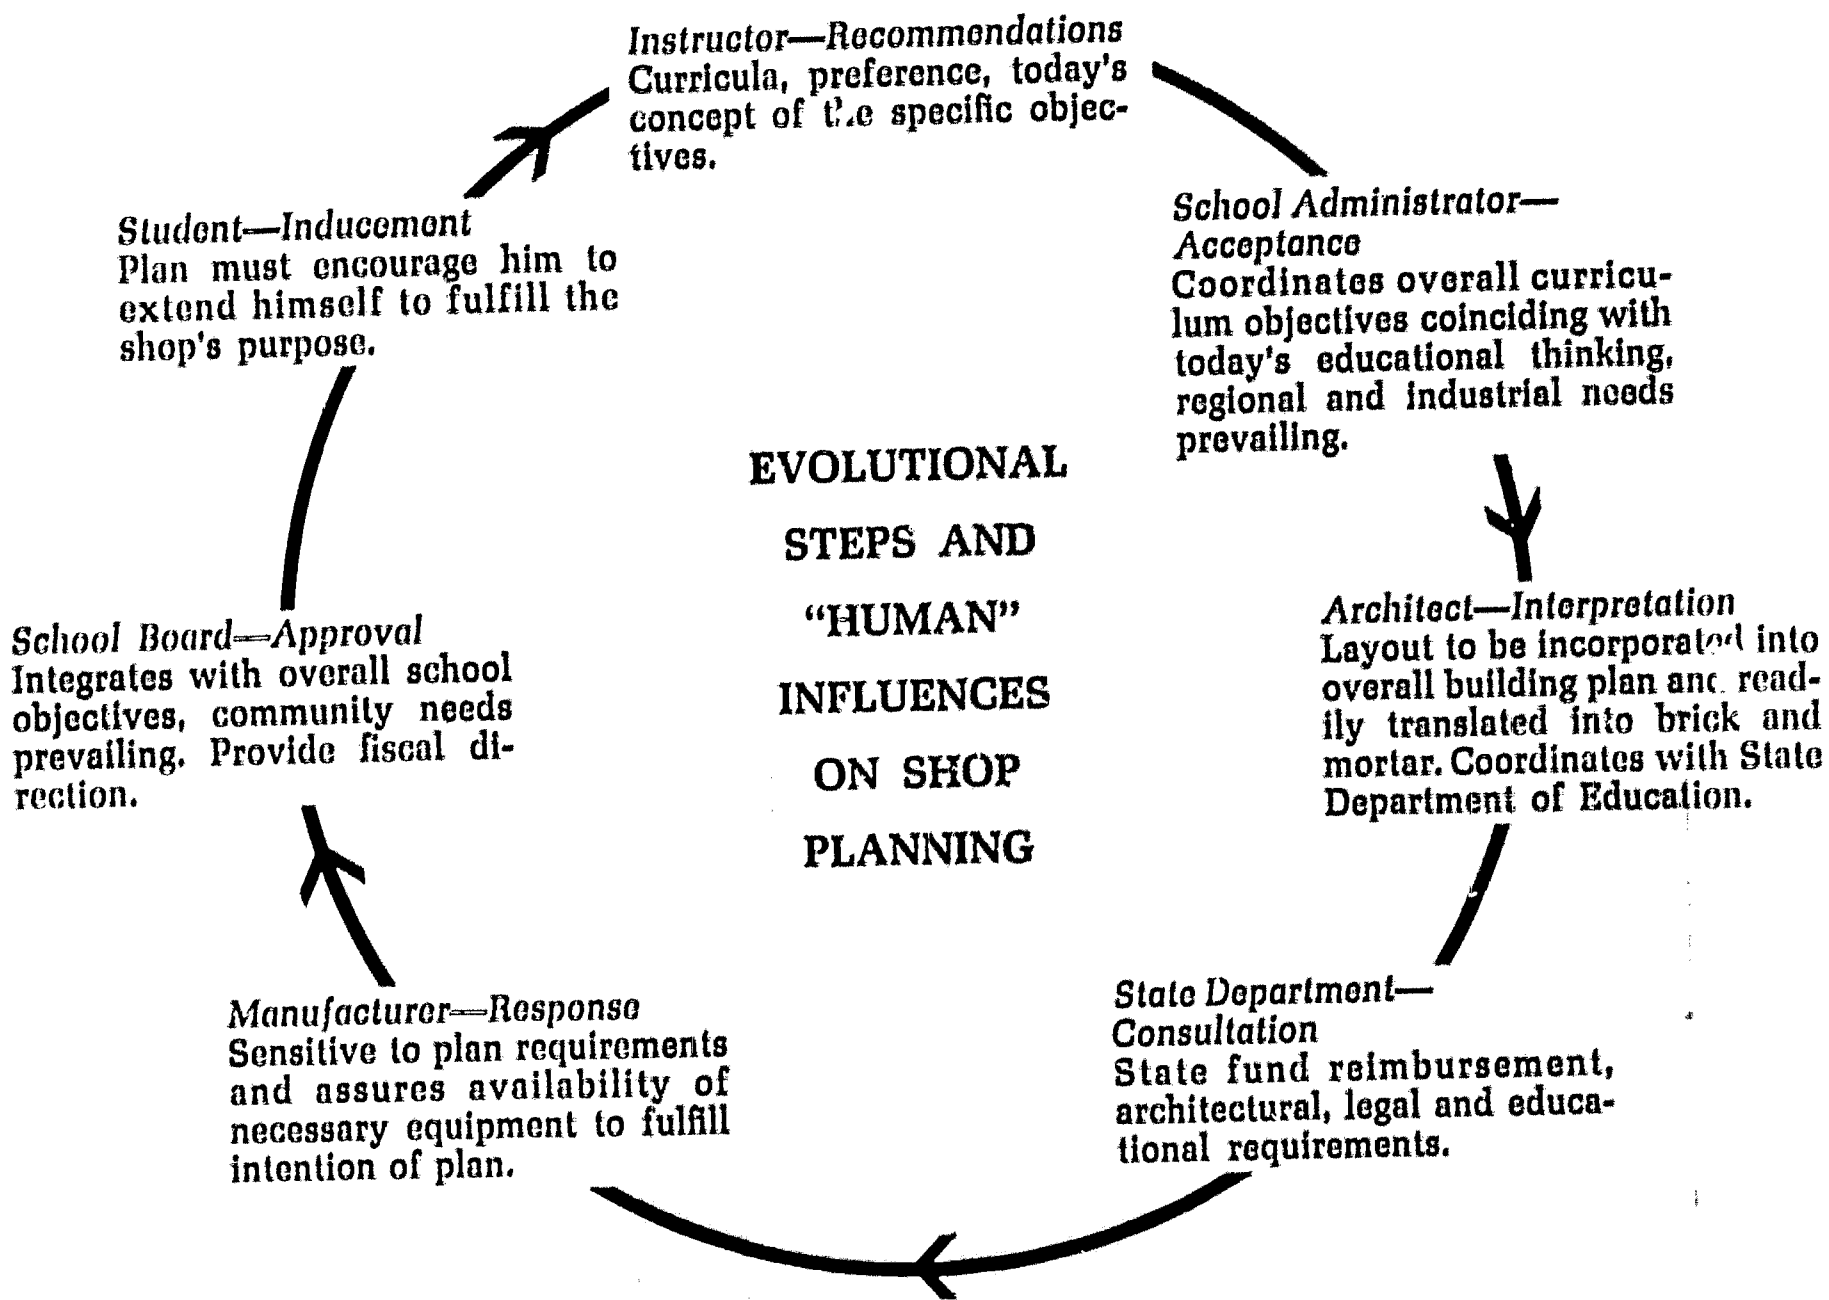 Instructor—Recommendations
Curricula, preference, today's
concept of the specific objec-
tives.
School Administrator—
Acceptance
Coordinates overall curricu-
lum objectives coinciding with
today's educational thinking,
regional and industrial needs
prevailing.
Architect—Interpretation
Layout to be incorporated into
overall building plan and read-
ily translated into brick and
mortar. Coordinates with State
Department of Education.
State Department—
Consultation
State fund reimbursement,
architectural, legal and educa-
tional requirements.
Manufacturer—Response
Sensitive to plan requirements
and assures availability of
necessary equipment to fulfill
intention of plan.
School Board—Approval
Integrates with overall school
objectives, community needs
prevailing. Provide fiscal di-
rection.
Student—Inducement
Plan must encourage him to
extend himself to fulfill the
shop's purpose.
EVOLUTIONAL
STEPS AND
“HUMAN”
INFLUENCES
ON SHOP
PLANNING